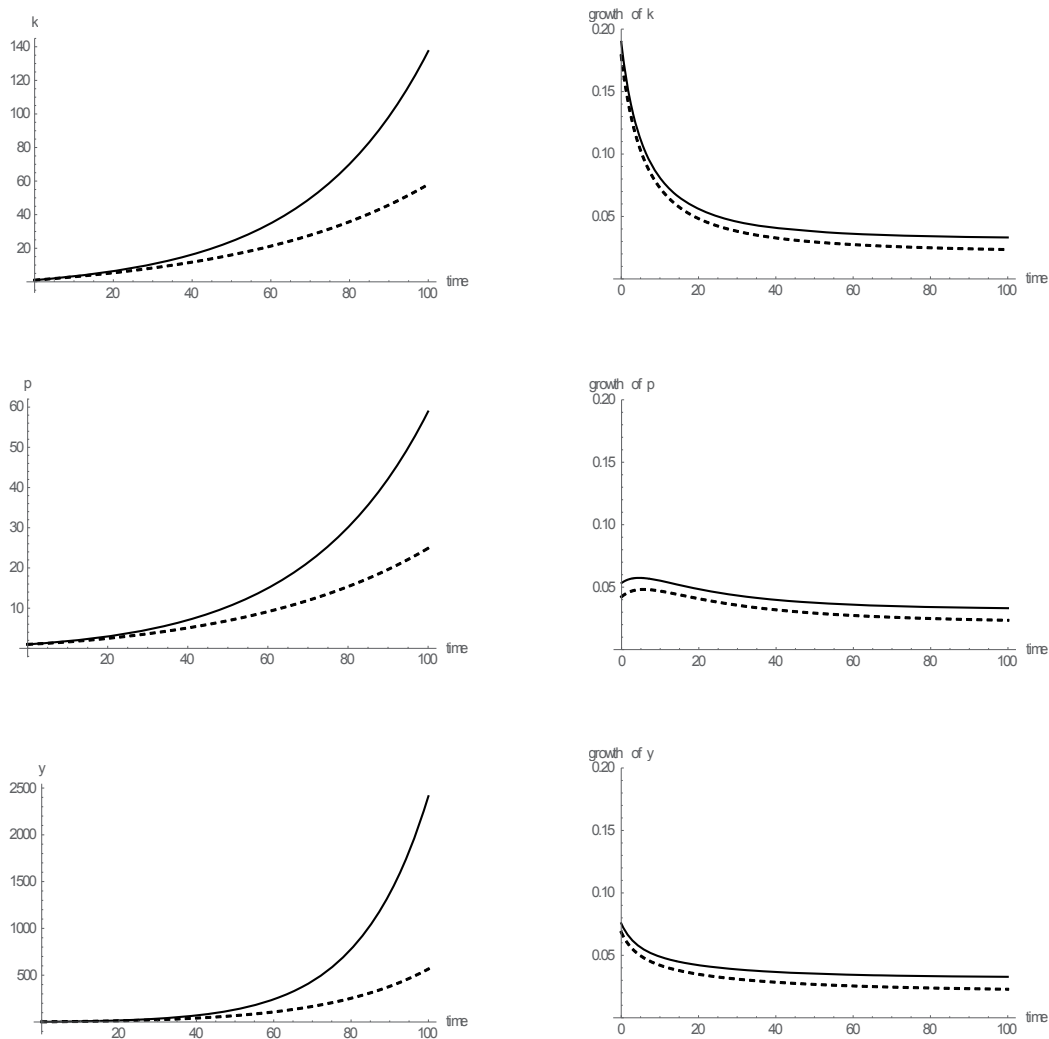 k
140
120
100
80
60
40
20
20 40 60 80 100 time
growth of k
0.20
0.15
0.10
0.05
0 20 40 60 80 100 time
p
60
50
40
30
20
10
20 40 60 80 100 time
growth of p
0.20
0.15
0.10
0.05
0 20 40 60 80 100 time
y
2500
2000
1500
1000
500
20 40 60 80 100 time
growth of y
0.20
0.15
0.10
0.05
0 20 40 60 80 100 time